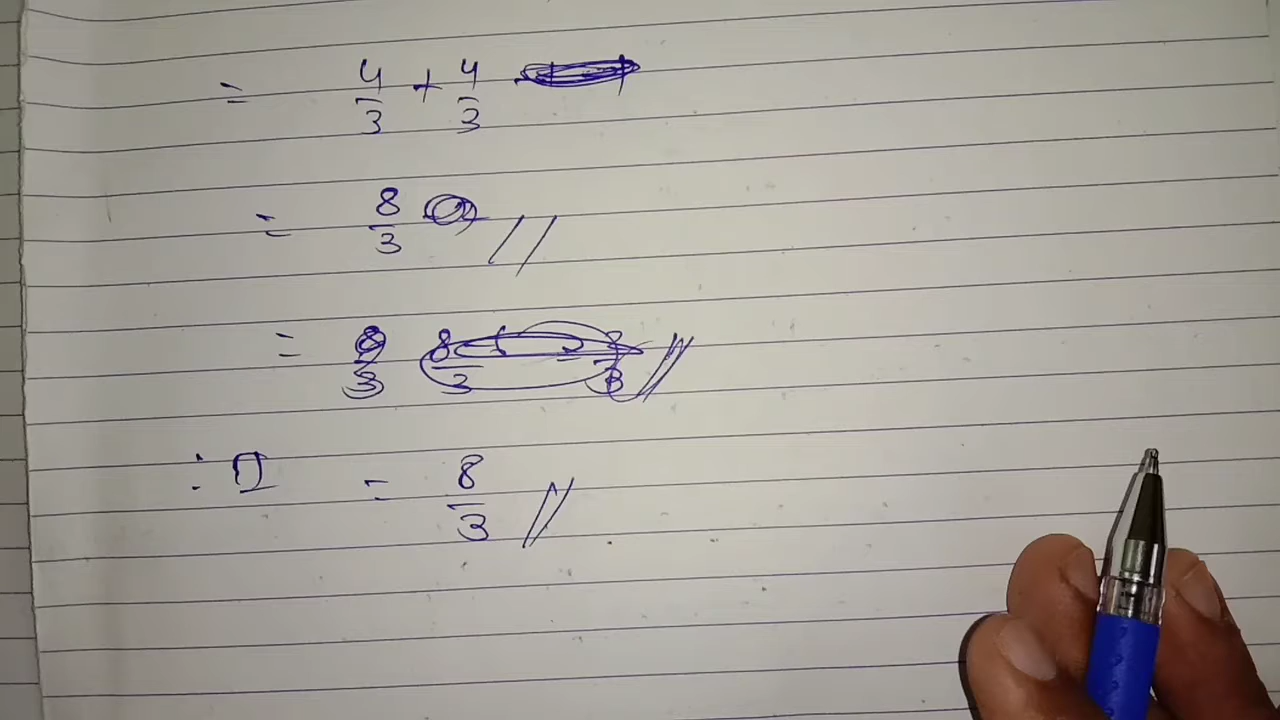 = 4/3 + 4/3
= 8/3 //
= 8/3 //
∴ □ = 8/3 //